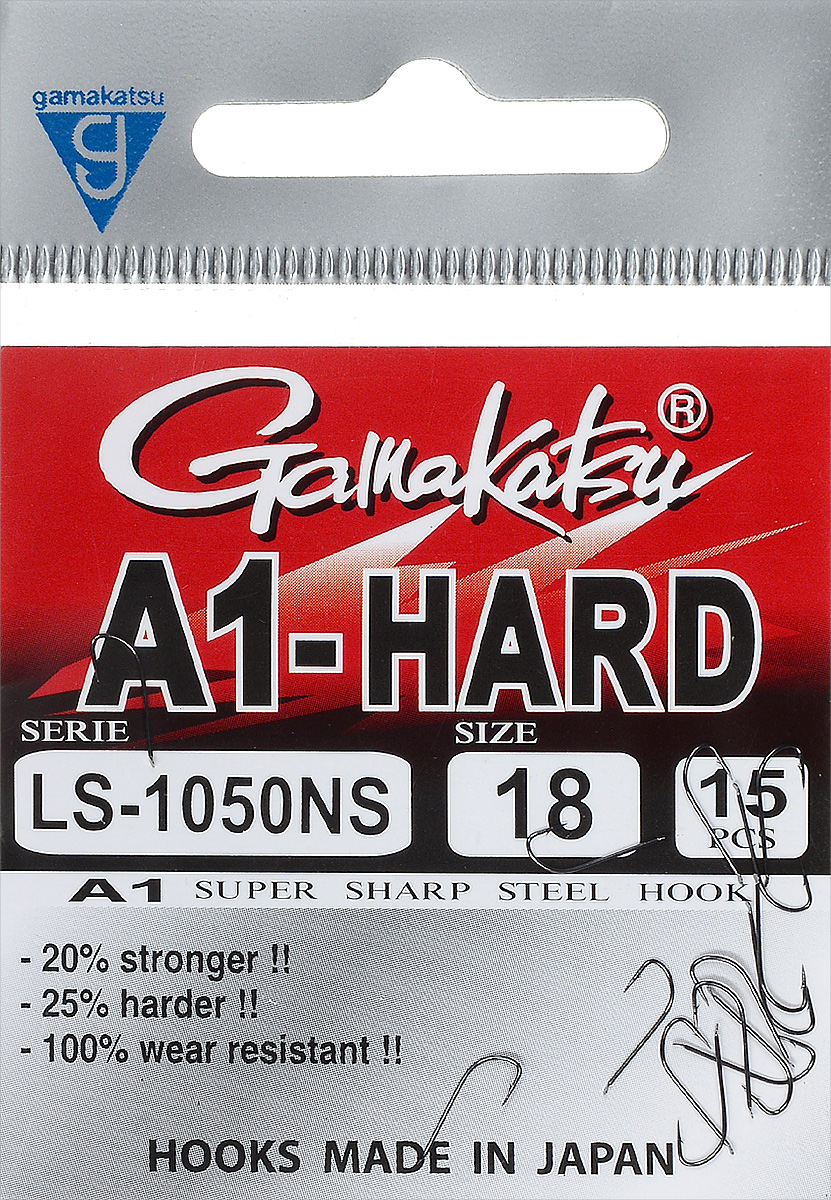 gamakatsu
g
Gamakatsu®
A1-HARD
SERIE SIZE
LS-1050NS 18 15 PCS
A1 SUPER SHARP STEEL HOOK
- 20% stronger !!
- 25% harder !!
- 100% wear resistant !!
HOOKS MADE IN JAPAN